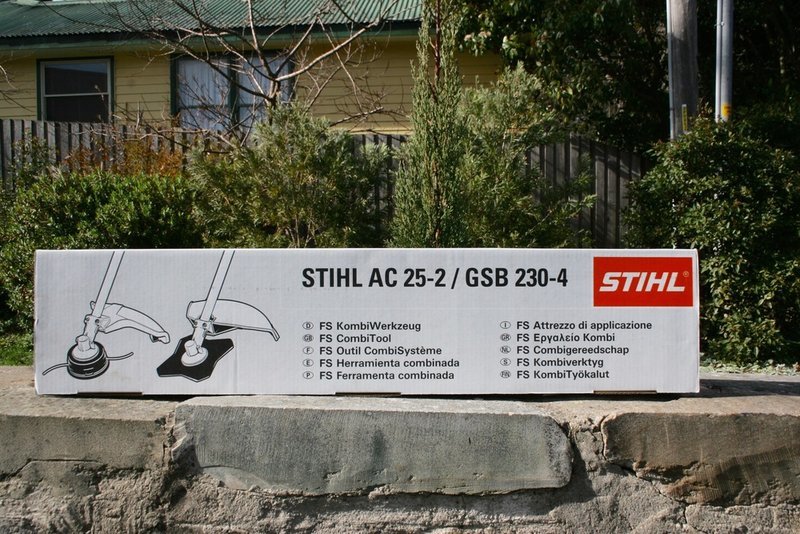 STIHL AC 25-2 / GSB 230-4
STIHL®
D FS KombiWerkzeug
GB FS CombiTool
F FS Outil CombiSystème
E FS Herramienta combinada
P FS Ferramenta combinada
I FS Attrezzo di applicazione
GR FS Εργαλείο Kombi
NL FS Combigereedschap
S FS Kombiverktyg
FIN FS KombiTyökalut